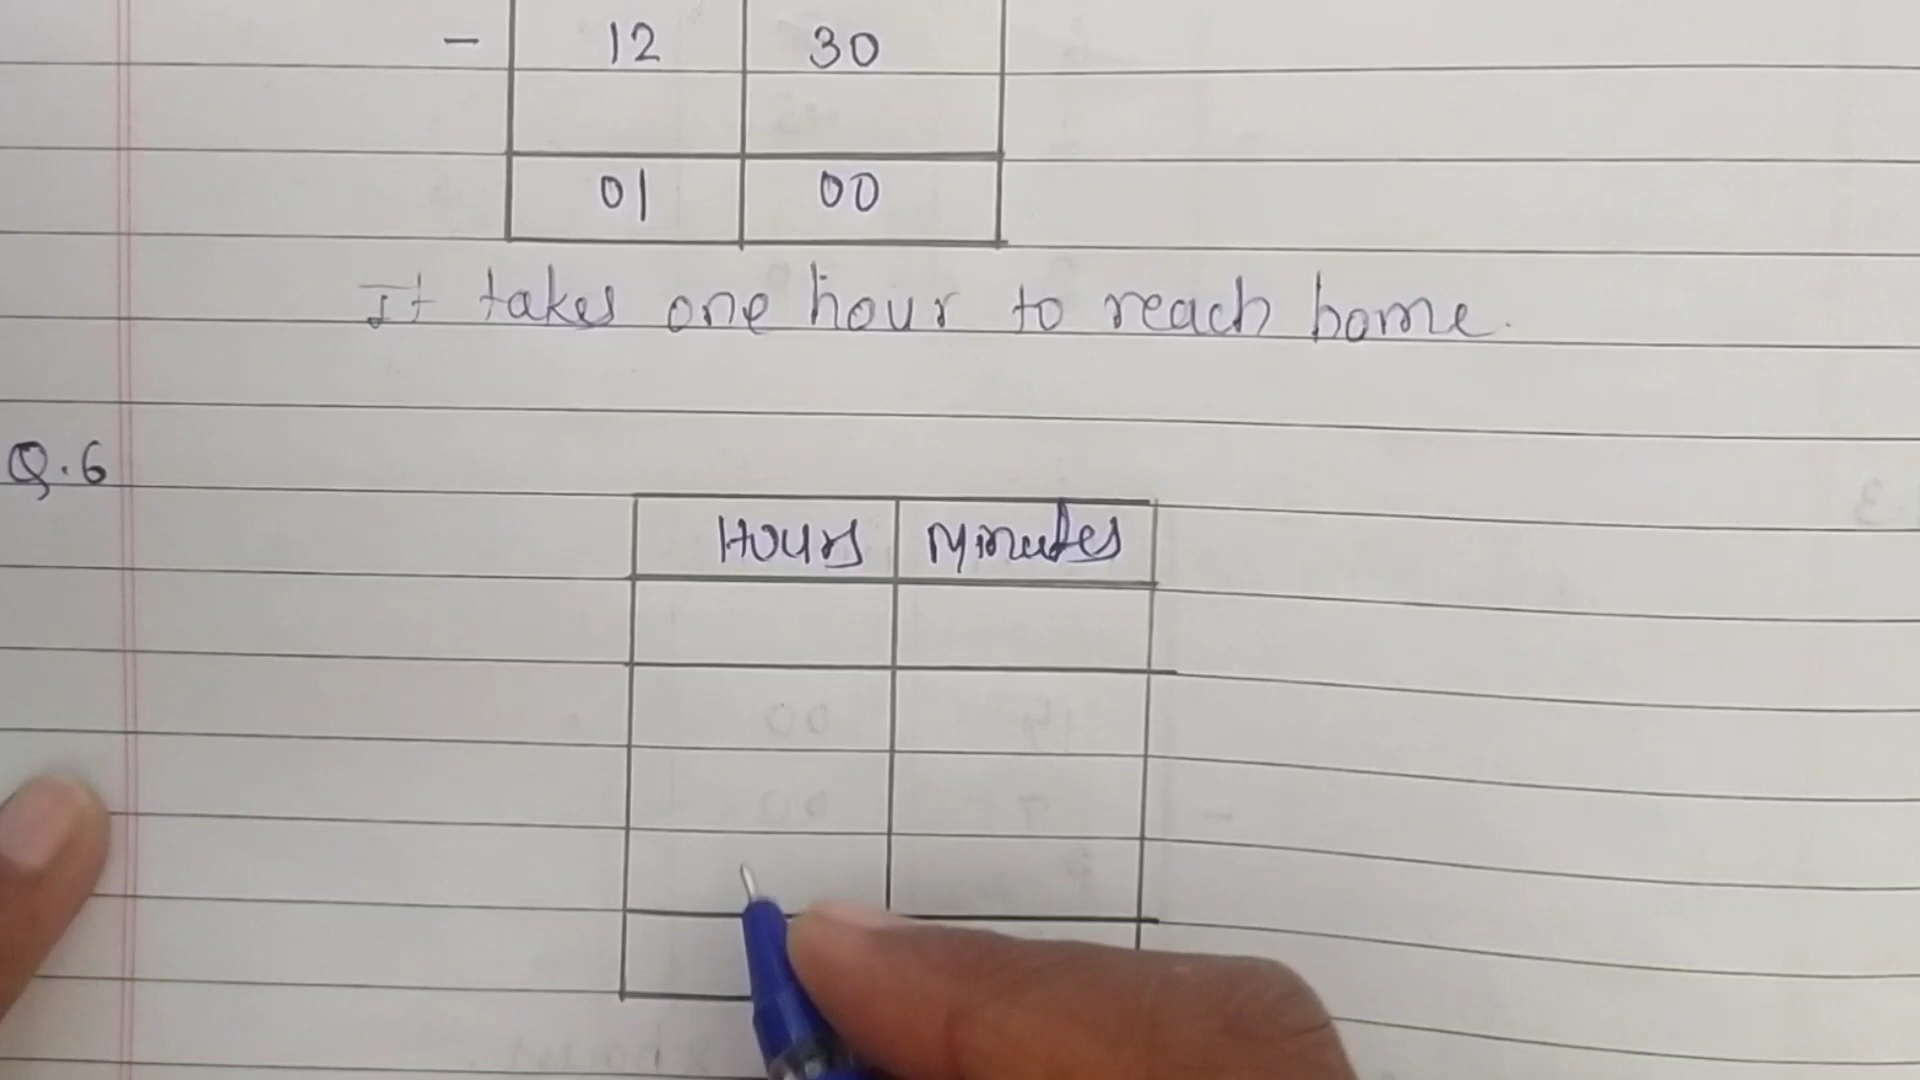 - 12 30
01 00
It takes one hour to reach home.
Q.6
Hours Minutes